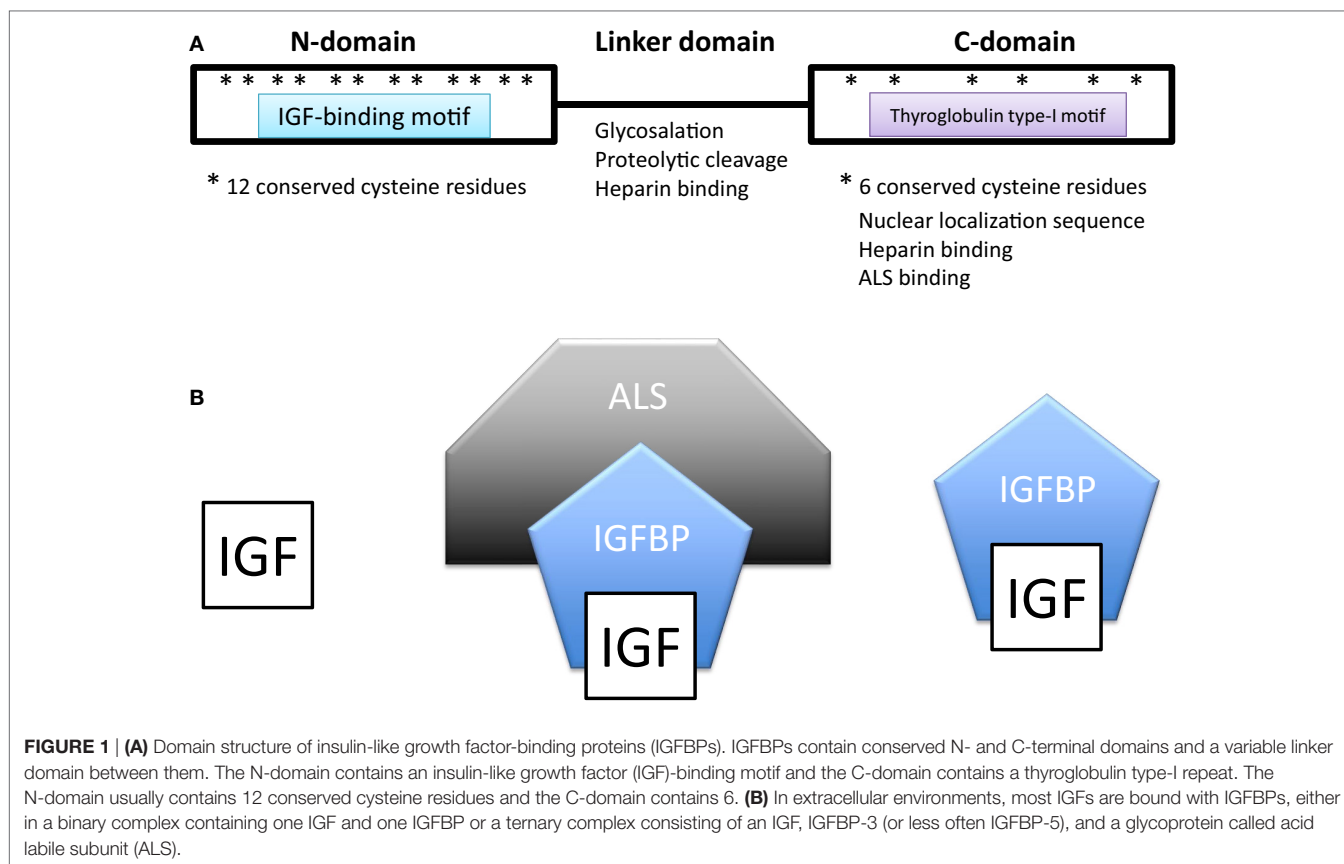 A
N-domain Linker domain C-domain
* * * * * * * * * * * * * * * * * *
IGF-binding motif Thyroglobulin type-I motif
Glycosalation
Proteolytic cleavage
Heparin binding
* 12 conserved cysteine residues
* 6 conserved cysteine residues
Nuclear localization sequence
Heparin binding
ALS binding
B
ALS
IGFBP
IGF
IGF
IGFBP
IGF
FIGURE 1 | (A) Domain structure of insulin-like growth factor-binding proteins (IGFBPs). IGFBPs contain conserved N- and C-terminal domains and a variable linker
domain between them. The N-domain contains an insulin-like growth factor (IGF)-binding motif and the C-domain contains a thyroglobulin type-I repeat. The
N-domain usually contains 12 conserved cysteine residues and the C-domain contains 6. (B) In extracellular environments, most IGFs are bound with IGFBPs, either
in a binary complex containing one IGF and one IGFBP or a ternary complex consisting of an IGF, IGFBP-3 (or less often IGFBP-5), and a glycoprotein called acid
labile subunit (ALS).